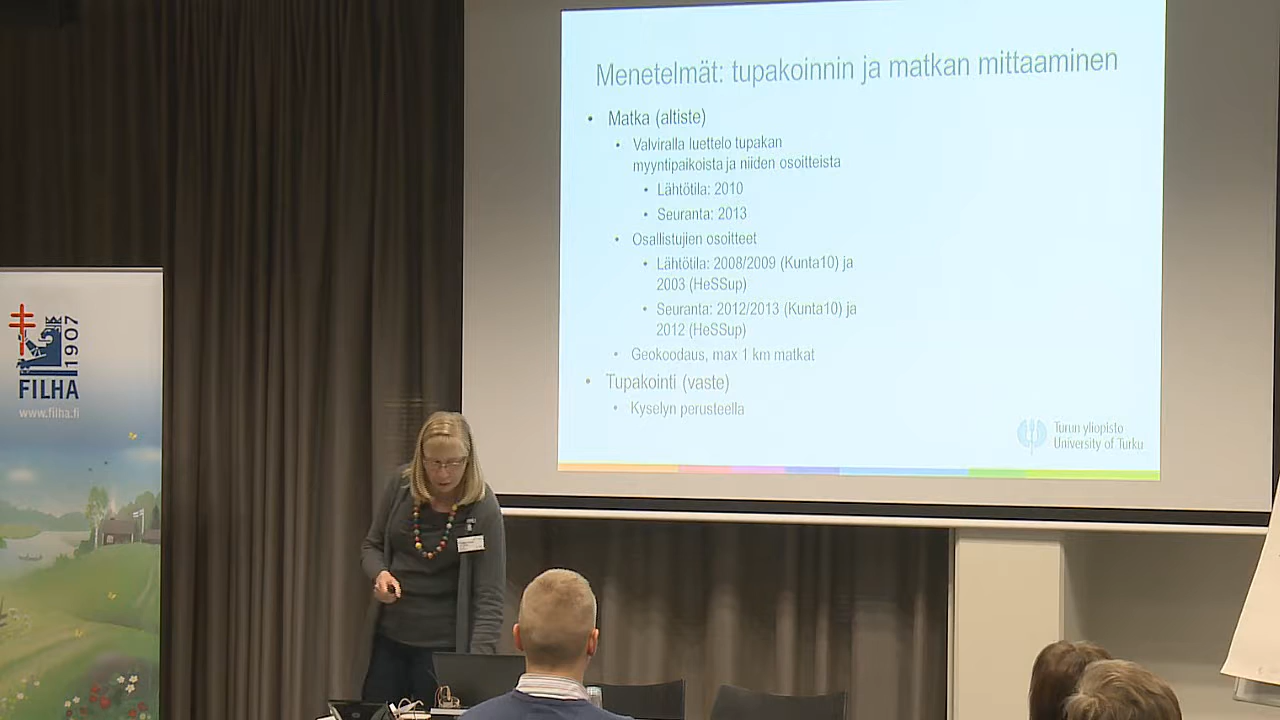 Menetelmät: tupakoinnin ja matkan mittaaminen
• Matka (altiste)
• Valviralla luettelo tupakan
myyntipaikoista ja niiden osoitteista
• Lähtötila: 2010
• Seuranta: 2013
• Osallistujien osoitteet
• Lähtötila: 2008/2009 (Kunta10) ja
2003 (HeSSup)
• Seuranta: 2012/2013 (Kunta10) ja
2012 (HeSSup)
• Geokoodaus, max 1 km matkat
• Tupakointi (vaste)
• Kyselyn perusteella
Turun yliopisto
University of Turku
1907
FILHA
www.filha.fi